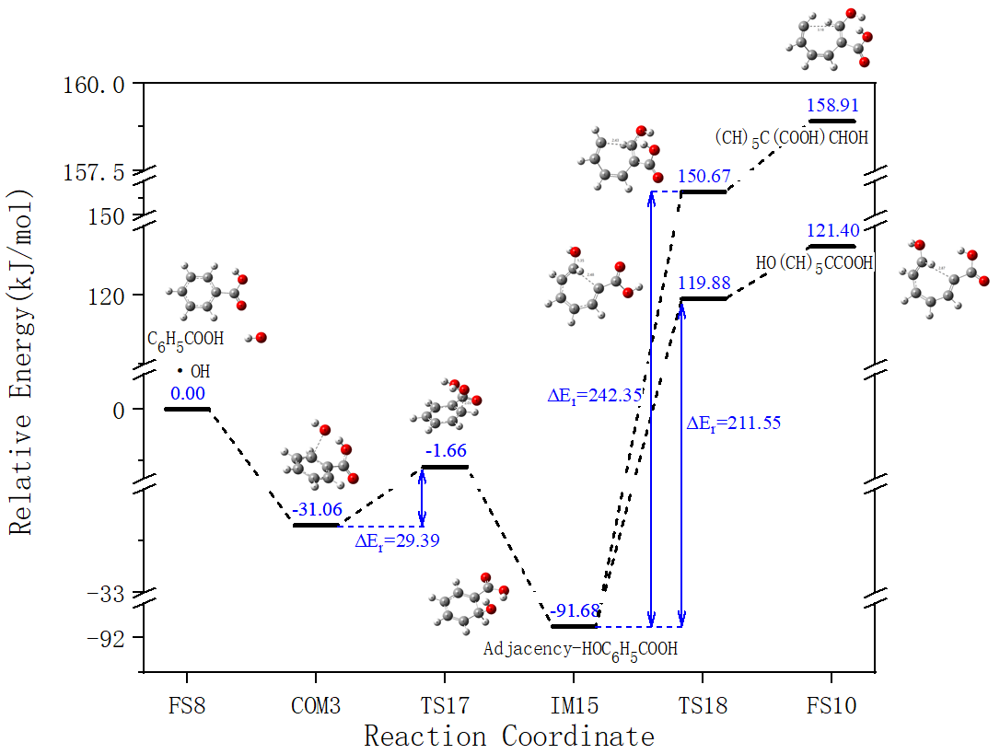 160.0
157.5
150
120
0
-33
-92
Relative Energy(kJ/mol)
158.91
(CH)5C(COOH)CHOH
150.67
121.40
HO(CH)5CCOOH
119.88
C6H5COOH
• OH
0.00
ΔEr=242.35
ΔEr=211.55
-1.66
-31.06
ΔEr=29.39
-91.68
Adjacency-HOC6H5COOH
FS8 COM3 TS17 IM15 TS18 FS10
Reaction Coordinate